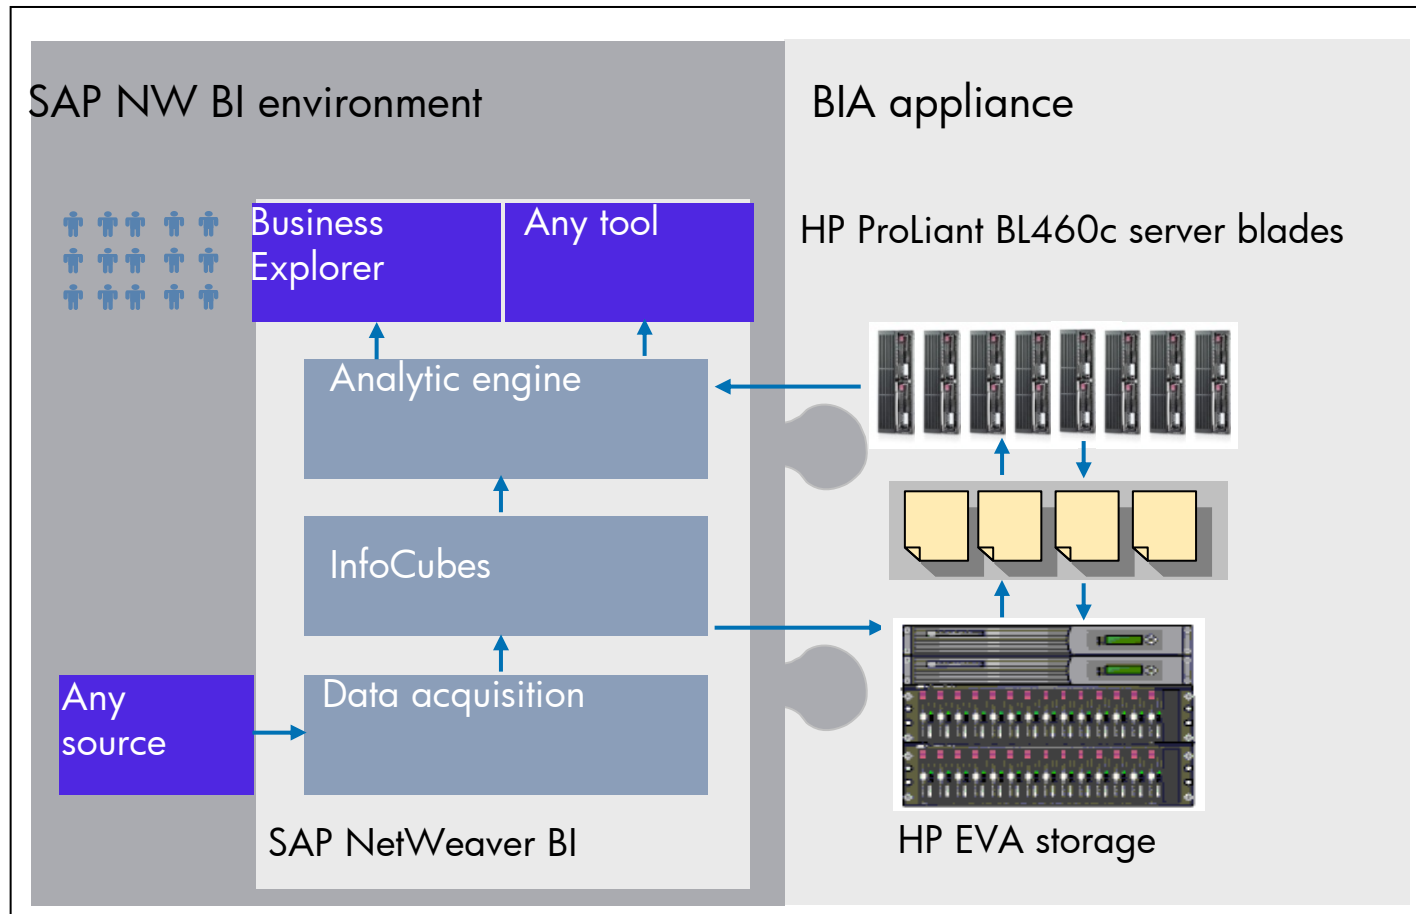 SAP NW BI environment
BIA appliance
Business
Explorer
Any tool
HP ProLiant BL460c server blades
Analytic engine
InfoCubes
Any
source
Data acquisition
SAP NetWeaver BI
HP EVA storage